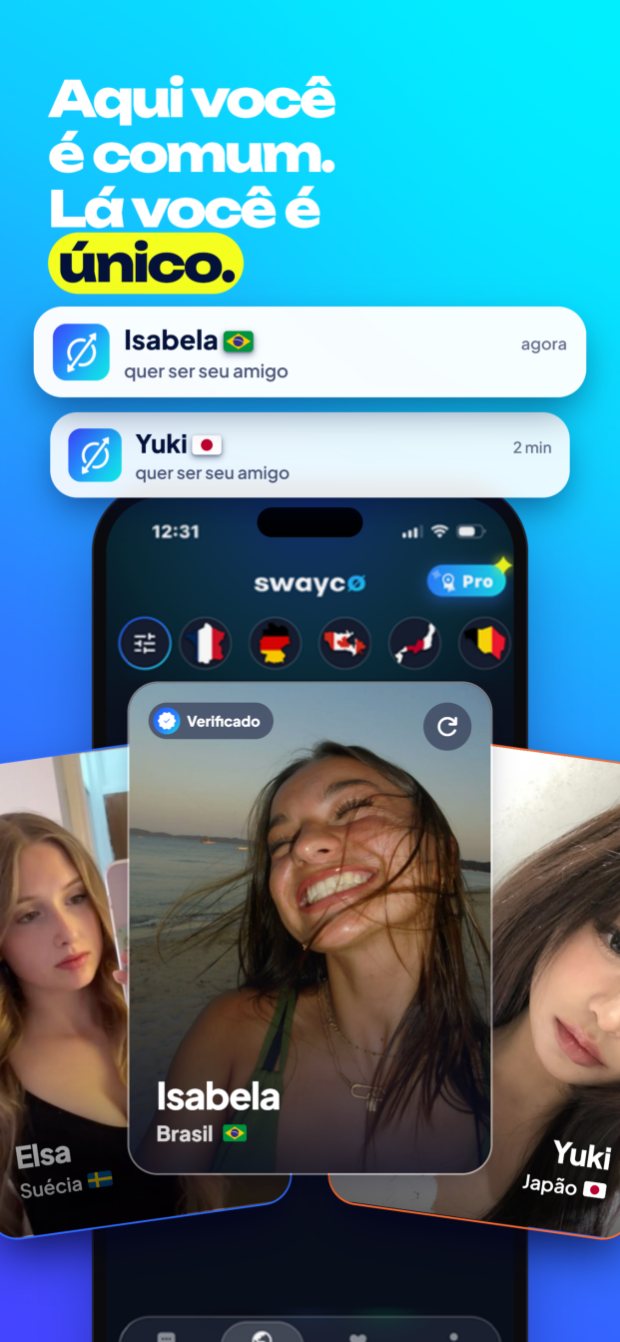 Aqui você
é comum.
Lá você é
único.
Isabela
agora
quer ser seu amigo
Yuki
2 min
quer ser seu amigo
12:31
swayco
Pro
Verificado
Isabela
Brasil
Elsa
Suécia
Yuki
Japão